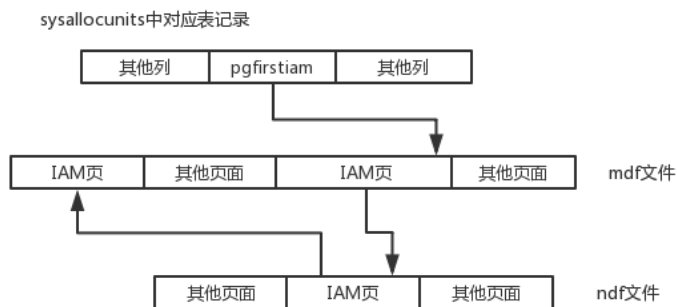 sysallocunits中对应表记录
其他列 pgfirstiam 其他列
IAM页 其他页面 IAM页 其他页面 mdf文件
其他页面 IAM页 其他页面 ndf文件